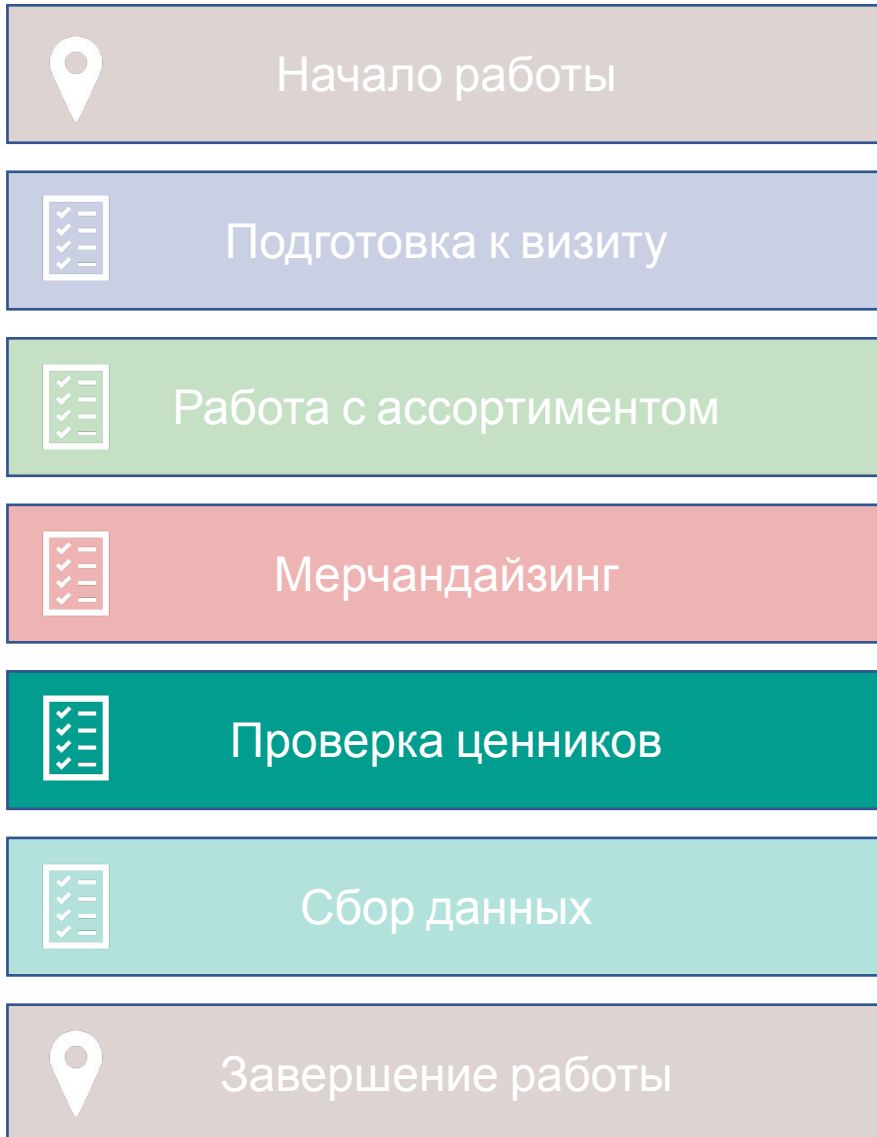 Начало работы
Подготовка к визиту
Работа с ассортиментом
Мерчандайзинг
Проверка ценников
Сбор данных
Завершение работы